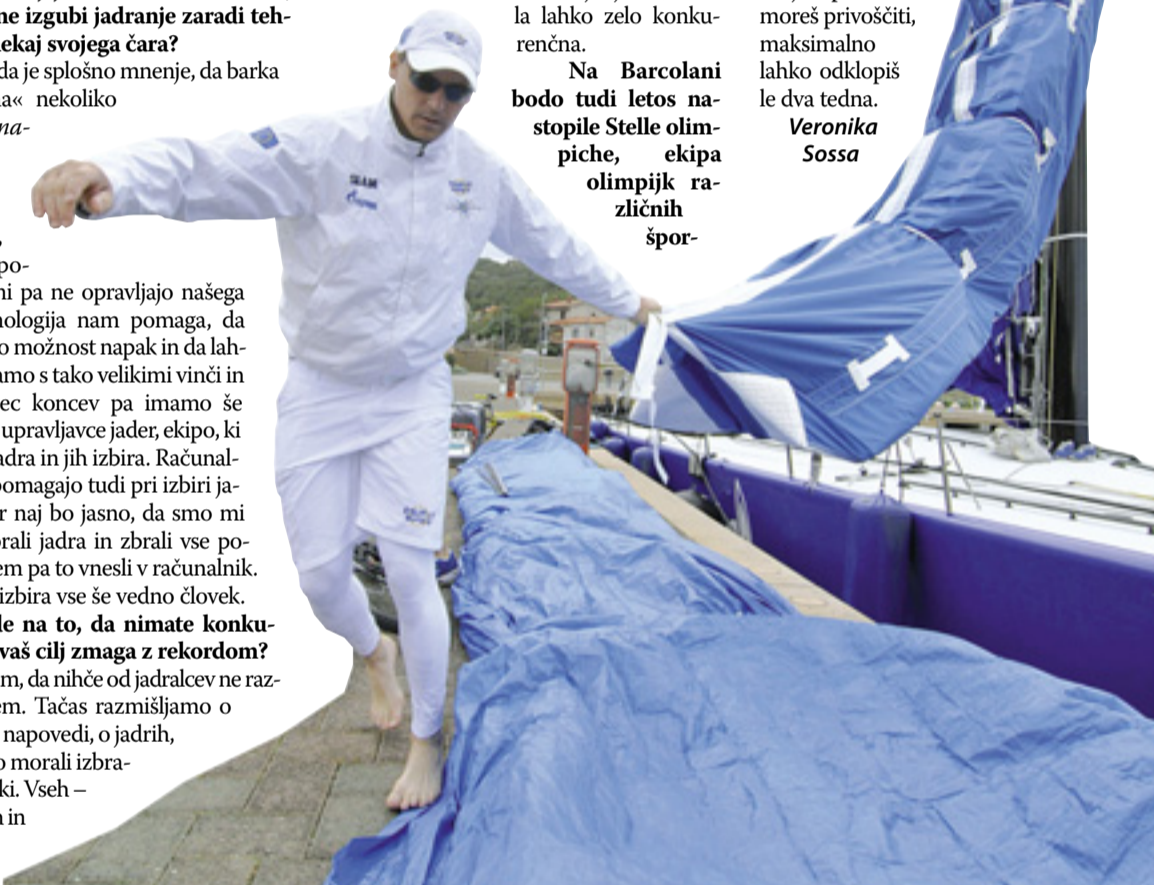 ne izgubi jadranje zaradi teh-
ekaj svojega čara?
da je splošno mnenje, da barka
a« nekoliko
na-
po-
ni pa ne opravljajo našega
nologija nam pomaga, da
o možnost napak in da lah-
amo s tako velikimi vinči in
ec koncev pa imamo še
upravljavce jader, ekipo, ki
adra in jih izbira. Računal-
pomagajo tudi pri izbiri ja-
r naj bo jasno, da smo mi
rali jadra in zbrali vse po-
em pa to vnesli v računalnik.
izbira vse še vedno človek.
le na to, da nimate konku-
vaš cilj zmaga z rekordom?
m, da nihče od jadralcev ne raz-
em. Tačas razmišljamo o
napovedi, o jadrih,
o morali izbra-
ki. Vseh –
in
la lahko zelo konku-
renčna.
Na Barcolani
bodo tudi letos na-
stopile Stelle olim-
piche, ekipa
olimpijk ra-
zličnih
špor-
moreš privoščiti,
maksimalno
lahko odklopiš
le dva tedna.
Veronika
Sossa